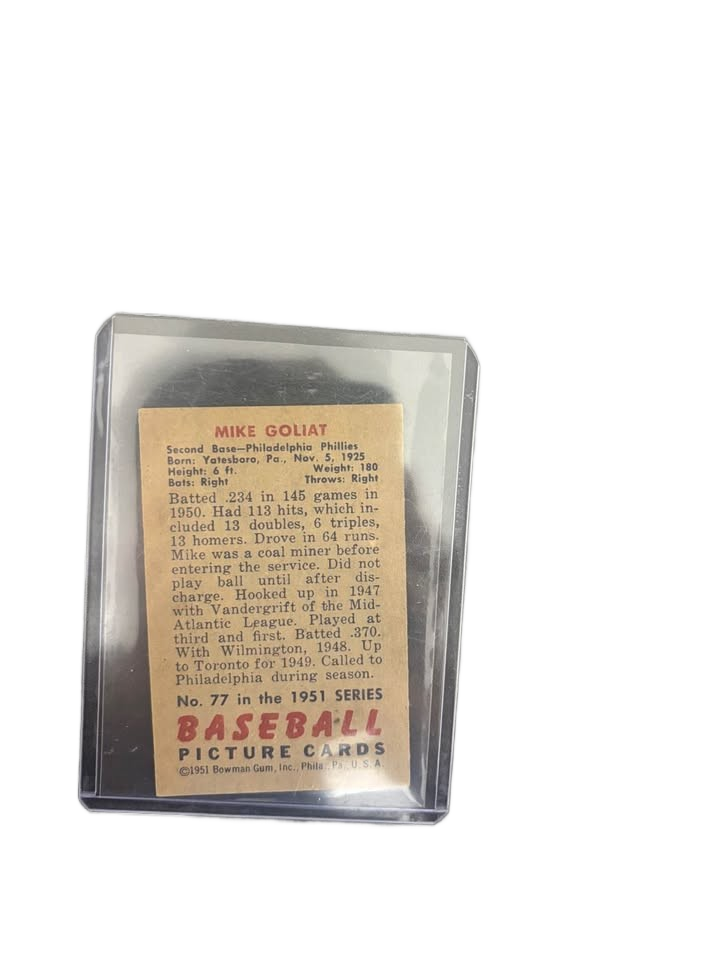 MIKE GOLIAT
Second Base—Philadelphia Phillies
Born: Yatesboro, Pa., Nov. 5, 1925
Height: 6 ft. Weight: 180
Bats: Right Throws: Right
Batted .234 in 145 games in
1950. Had 113 hits, which in-
cluded 13 doubles, 6 triples,
13 homers. Drove in 64 runs.
Mike was a coal miner before
entering the service. Did not
play ball until after dis-
charge. Hooked up in 1947
with Vandergrift of the Mid-
Atlantic League. Played at
third and first. Batted .370.
With Wilmington, 1948. Up
to Toronto for 1949. Called to
Philadelphia during season.
No. 77 in the 1951 SERIES
BASEBALL
PICTURE CARDS
©1951 Bowman Gum, Inc., Phila., Pa., U.S.A.